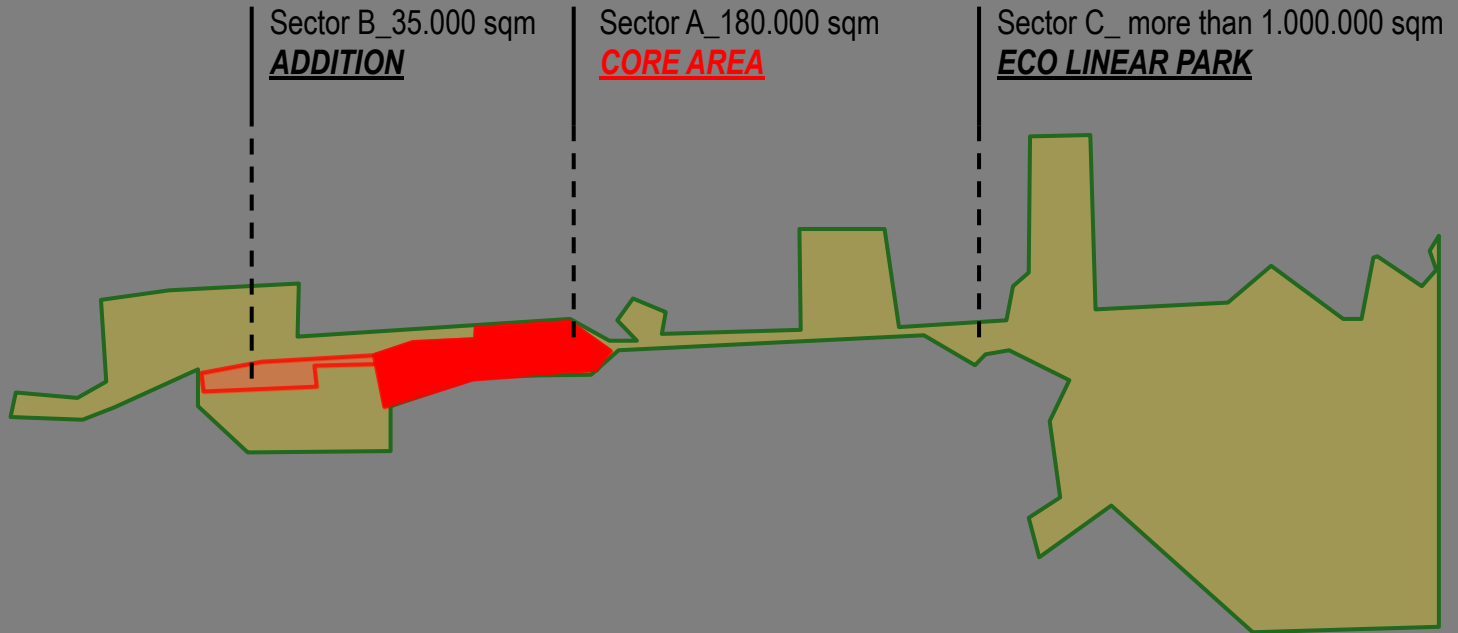 Sector B_35.000 sqm
ADDITION
Sector A_180.000 sqm
CORE AREA
Sector C_ more than 1.000.000 sqm
ECO LINEAR PARK